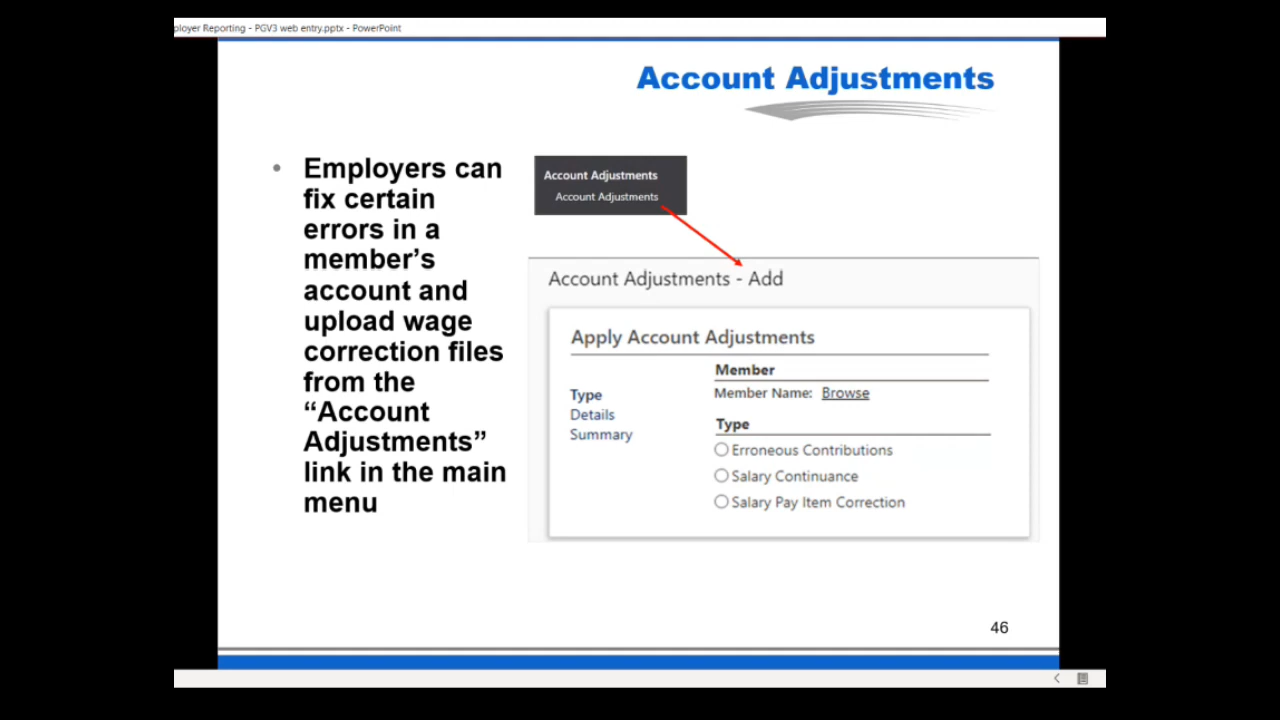 ployer Reporting - PGV3 web entry.pptx - PowerPoint
Account Adjustments
• Employers can
fix certain
errors in a
member’s
account and
upload wage
correction files
from the
“Account
Adjustments”
link in the main
menu
Account Adjustments
Account Adjustments
Account Adjustments - Add
Apply Account Adjustments
Type
Details
Summary
Member
Member Name: Browse
Type
Erroneous Contributions
Salary Continuance
Salary Pay Item Correction
46